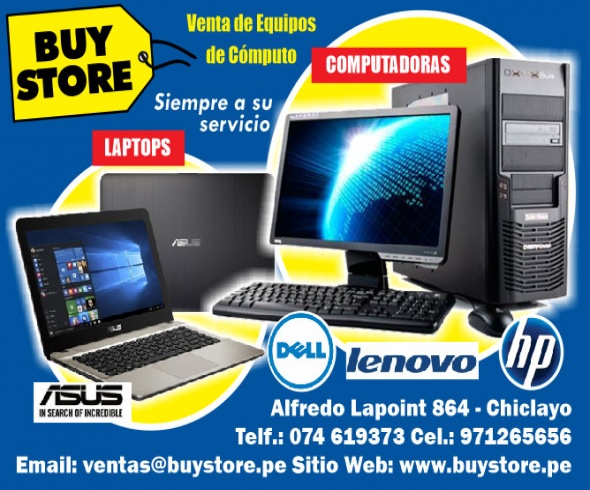 BUY
STORE
Venta de Equipos
de Cómputo
COMPUTADORAS
Siempre a su
servicio
LAPTOPS
ASUS
ASUS
DELL
lenovo
hp
ASUS
IN SEARCH OF INCREDIBLE
Alfredo Lapoint 864 - Chiclayo
Telf.: 074 619373 Cel.: 971265656
Email: ventas@buystore.pe Sitio Web: www.buystore.pe